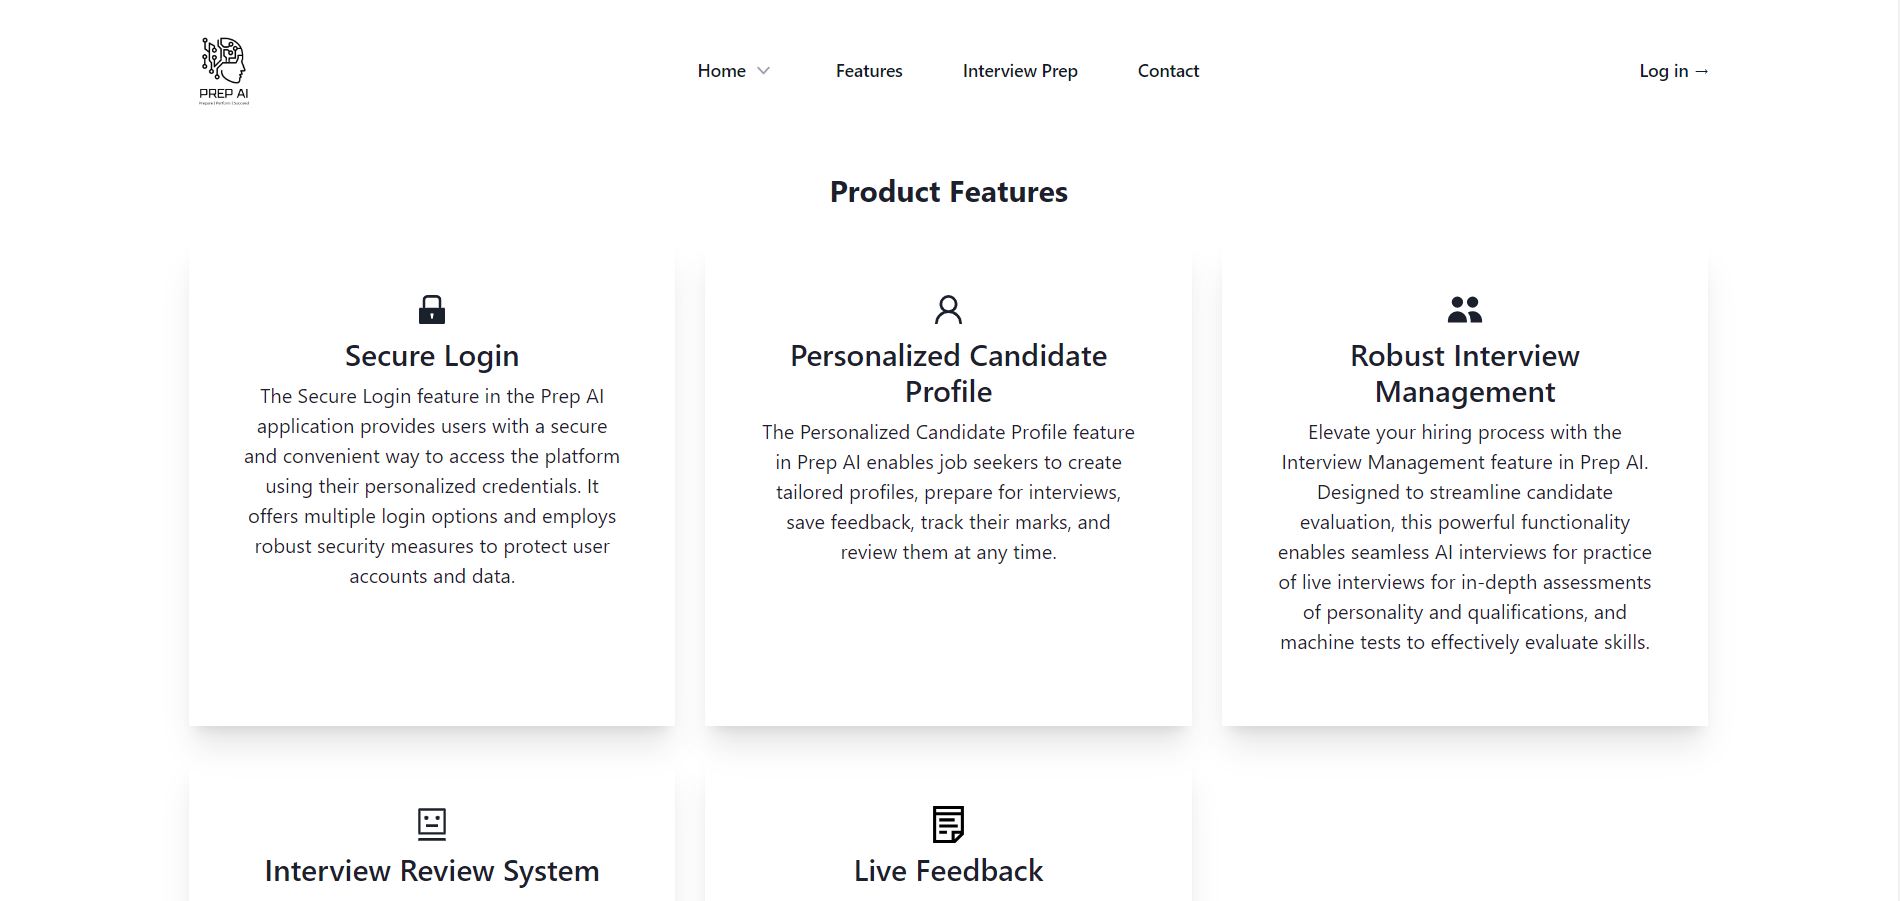 PREP AI
Prepare | Perform | Succeed
Home
Features
Interview Prep
Contact
Log in →
Product Features
Secure Login
The Secure Login feature in the Prep AI
application provides users with a secure
and convenient way to access the platform
using their personalized credentials. It
offers multiple login options and employs
robust security measures to protect user
accounts and data.
Personalized Candidate
Profile
The Personalized Candidate Profile feature
in Prep AI enables job seekers to create
tailored profiles, prepare for interviews,
save feedback, track their marks, and
review them at any time.
Robust Interview
Management
Elevate your hiring process with the
Interview Management feature in Prep AI.
Designed to streamline candidate
evaluation, this powerful functionality
enables seamless AI interviews for practice
of live interviews for in-depth assessments
of personality and qualifications, and
machine tests to effectively evaluate skills.
Interview Review System
Live Feedback